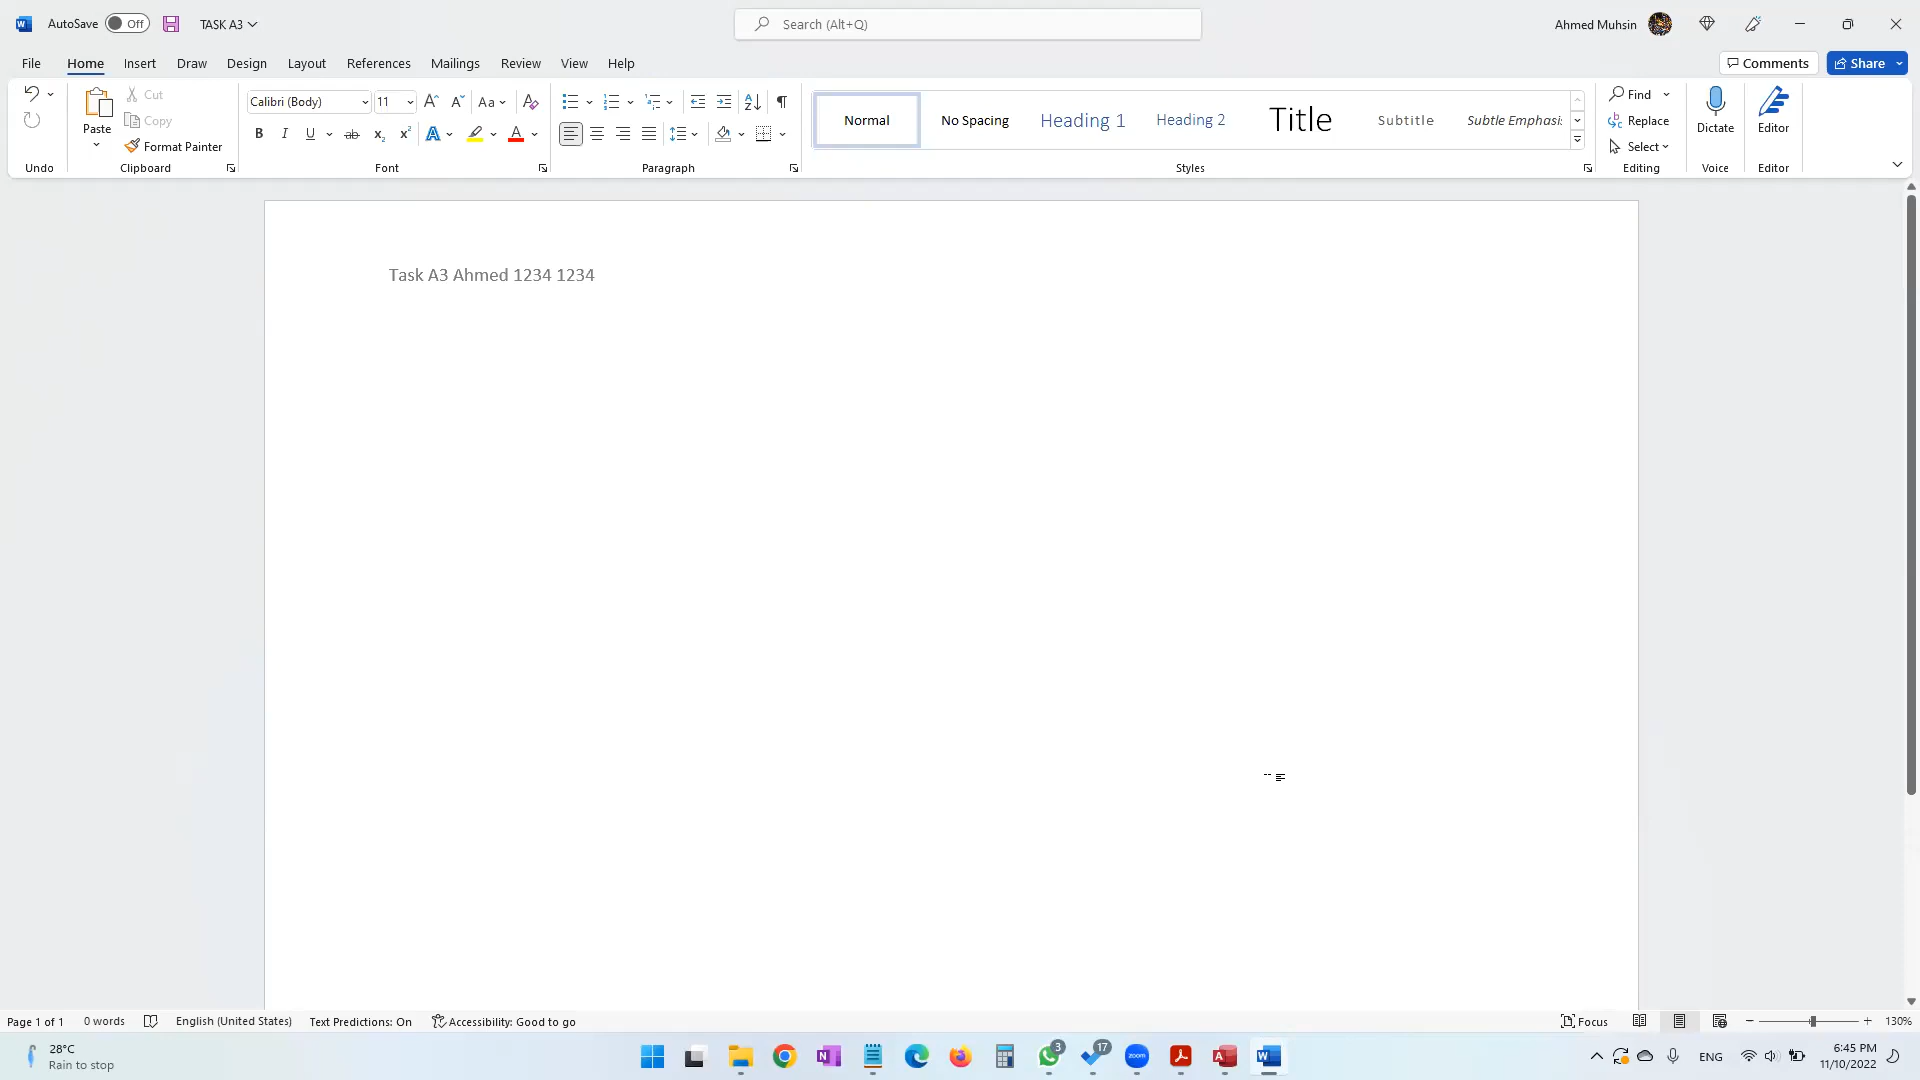 AutoSave Off TASK A3 Search (Alt+Q) Ahmed Muhsin
File Home Insert Draw Design Layout References Mailings Review View Help Comments Share
Paste
Cut
Copy
Format Painter
Calibri (Body) 11
Normal No Spacing Heading 1 Heading 2 Title Subtitle Subtle Emphasis
Find
Replace
Select
Dictate
Editor
Undo Clipboard Font Paragraph Styles Editing Voice Editor
Task A3 Ahmed 1234 1234
Page 1 of 1 0 words English (United States) Text Predictions: On Accessibility: Good to go Focus 130%
28°C
Rain to stop
3
17
zoom
ENG
6:45 PM
11/10/2022